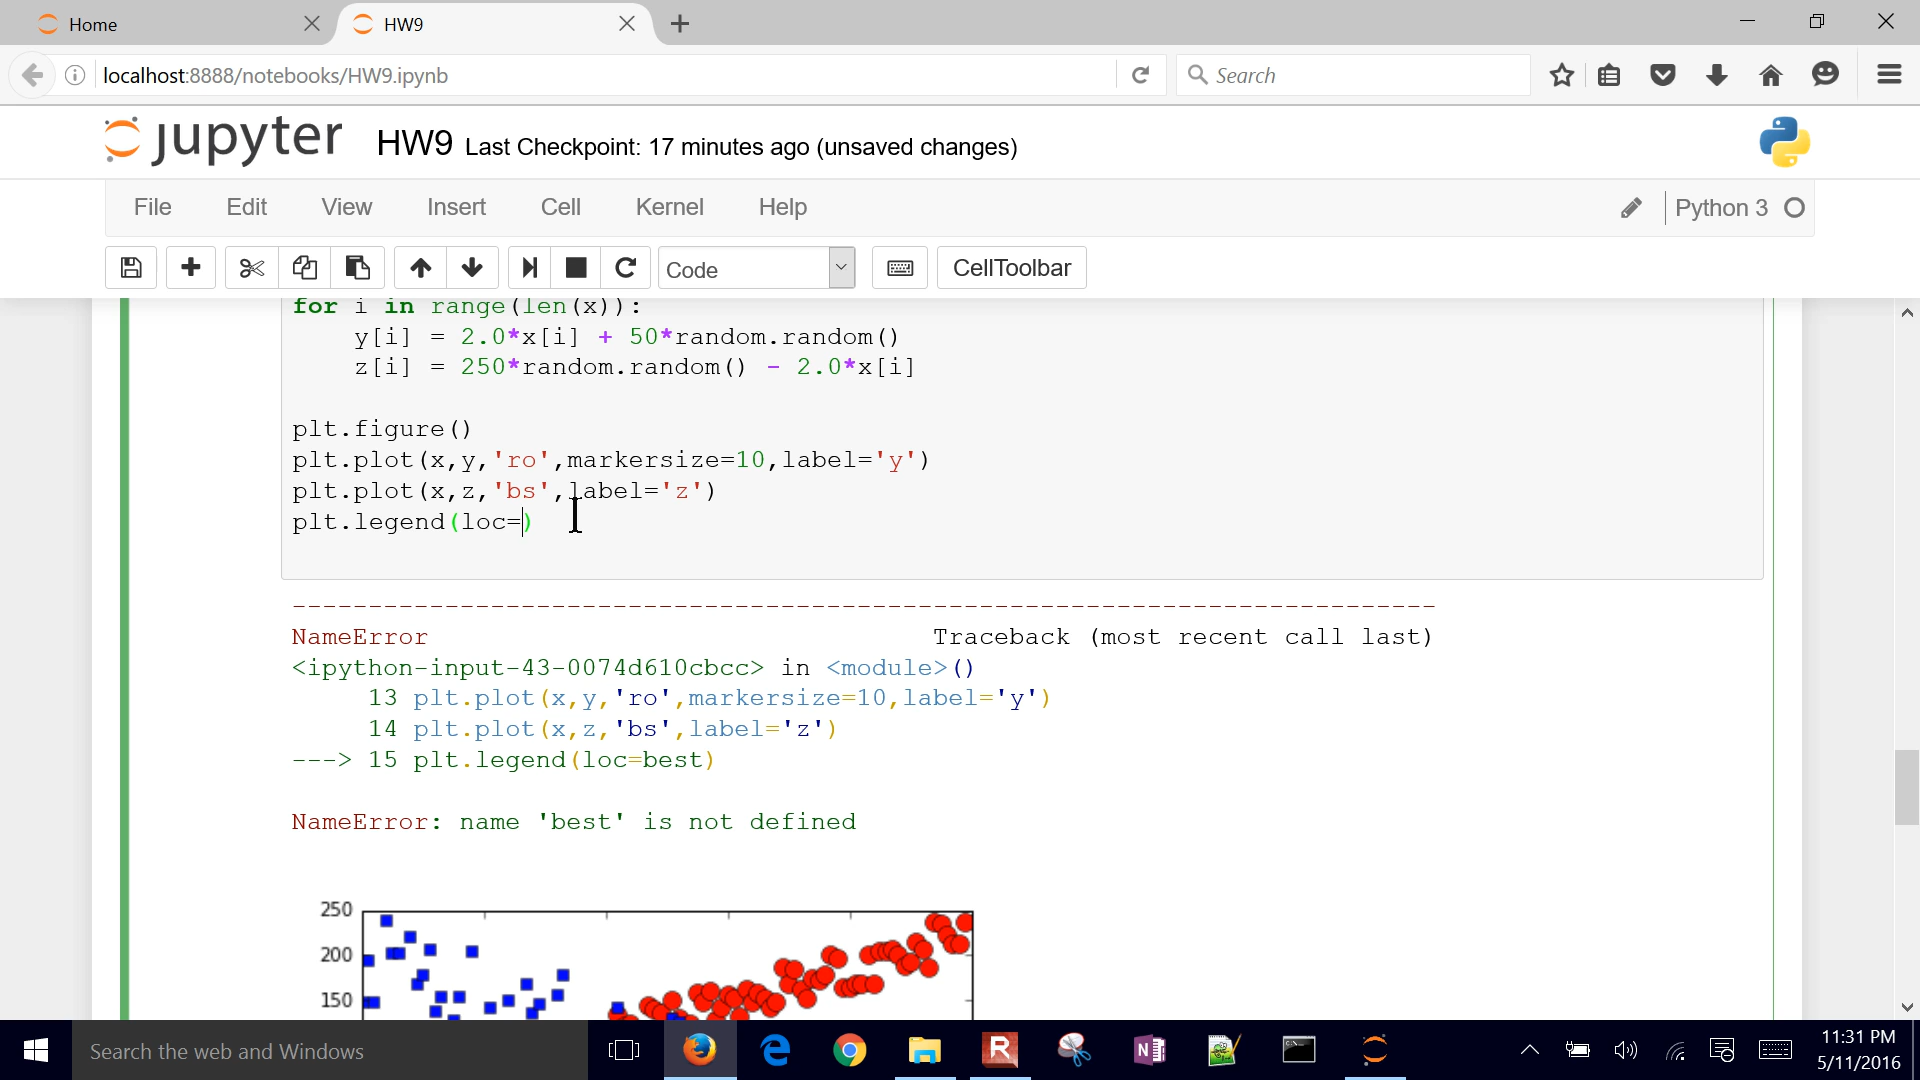 Home
HW9
localhost:8888/notebooks/HW9.ipynb
Search
jupyter HW9 Last Checkpoint: 17 minutes ago (unsaved changes)
File Edit View Insert Cell Kernel Help Python 3
Code CellToolbar
for i in range(len(x)):
y[i] = 2.0*x[i] + 50*random.random()
z[i] = 250*random.random() - 2.0*x[i]
plt.figure()
plt.plot(x,y,'ro',markersize=10,label='y')
plt.plot(x,z,'bs',label='z')
plt.legend(loc=)
---------------------------------------------------------------------------
NameError Traceback (most recent call last)
<ipython-input-43-0074d610cbcc> in <module>()
13 plt.plot(x,y,'ro',markersize=10,label='y')
14 plt.plot(x,z,'bs',label='z')
---> 15 plt.legend(loc=best)
NameError: name 'best' is not defined
250
200
150
Search the web and Windows
11:31 PM
5/11/2016